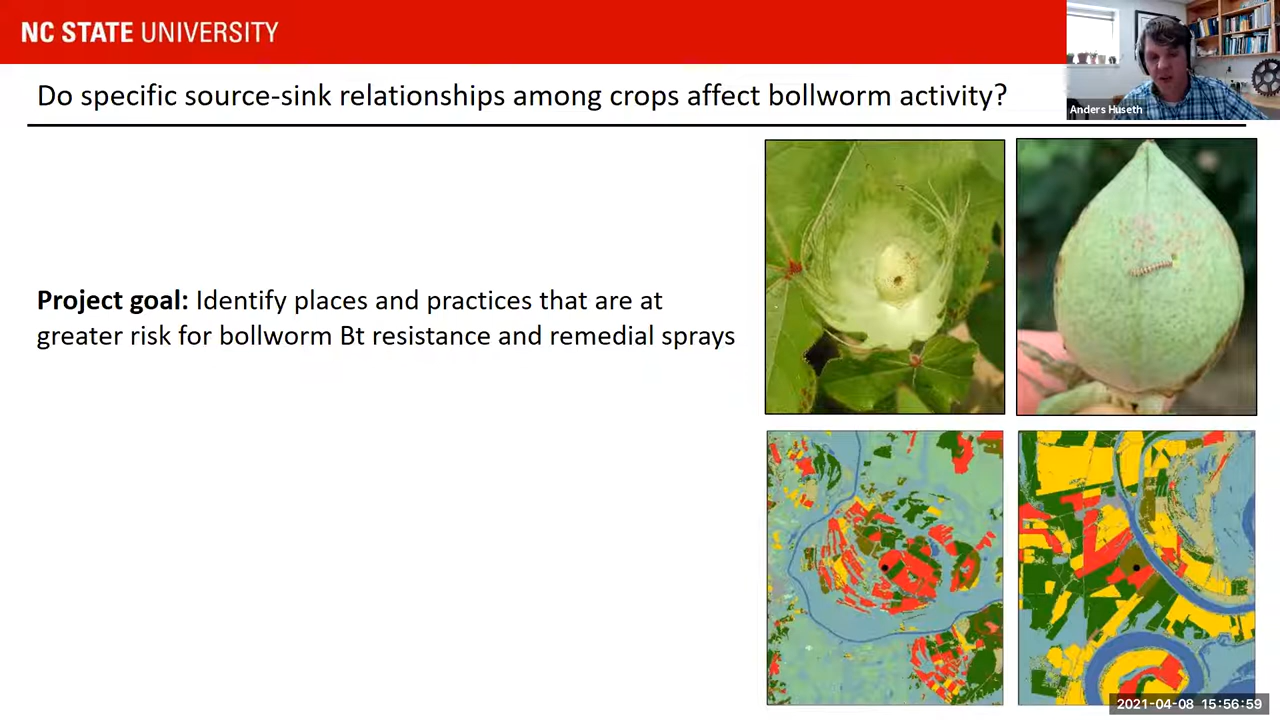 NC STATE UNIVERSITY
Do specific source-sink relationships among crops affect bollworm activity?
Anders Huseth
Project goal: Identify places and practices that are at
greater risk for bollworm Bt resistance and remedial sprays
2021-04-08 15:56:59